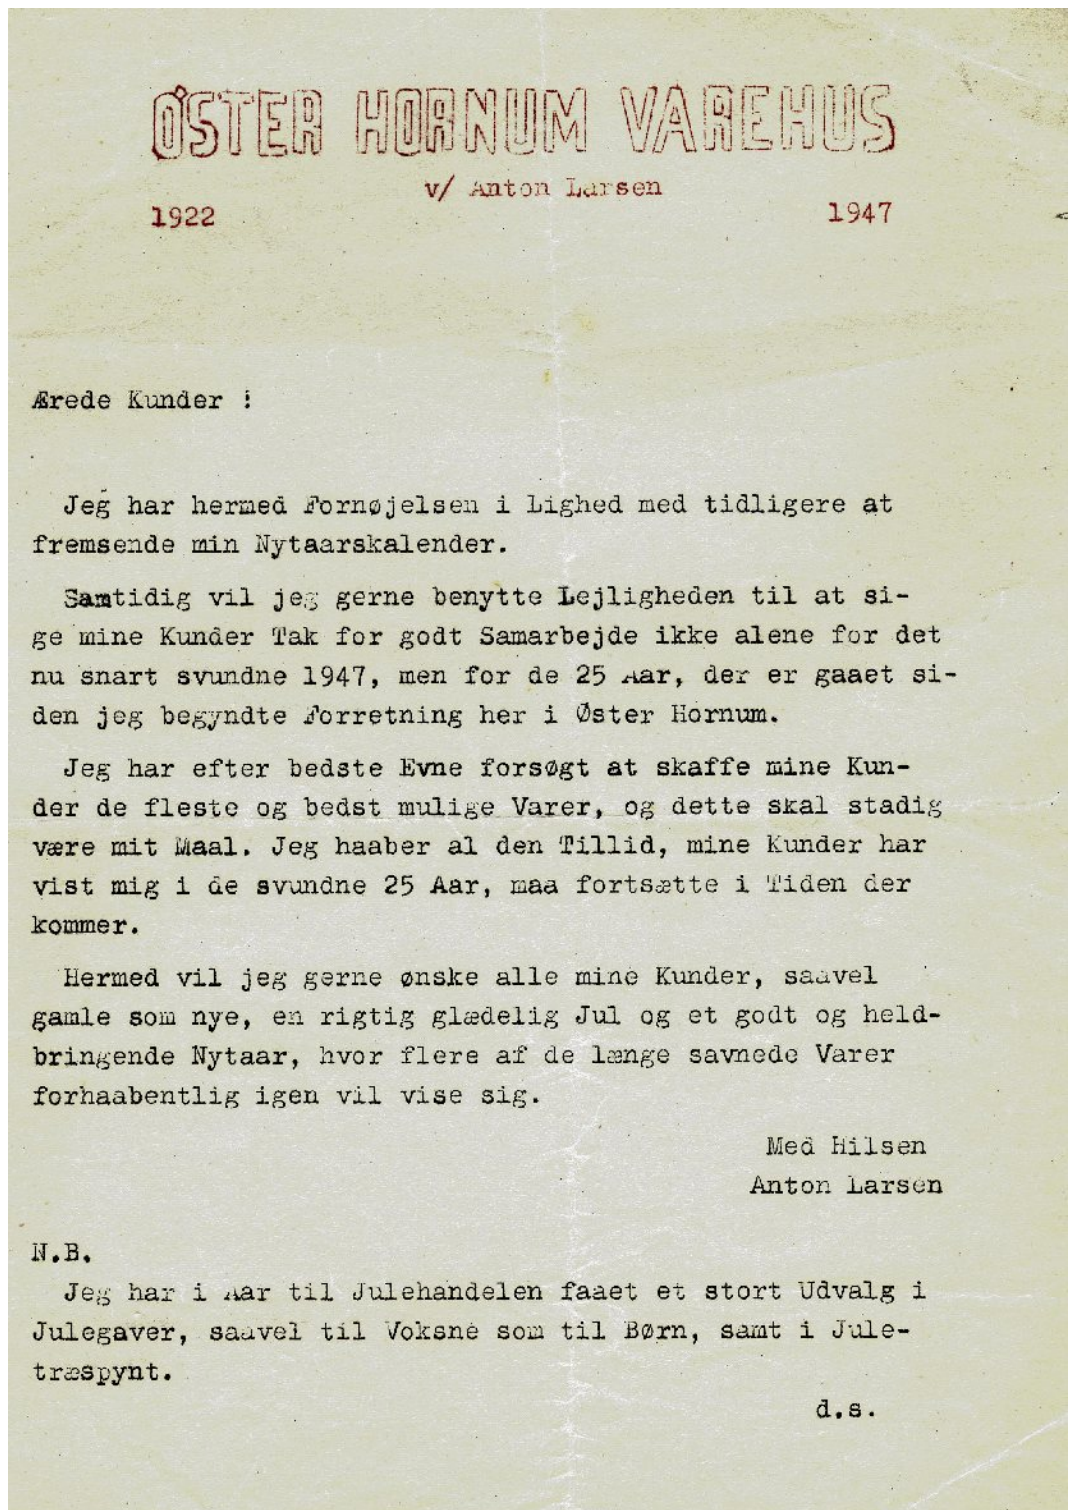 ØSTER HORNUM VAREHUS
v/ Anton Larsen
1922 1947
Ærede Kunder !
Jeg har hermed Fornøjelsen i Lighed med tidligere at
fremsende min Nytaarskalender.
Samtidig vil jeg gerne benytte Lejligheden til at si-
ge mine Kunder Tak for godt Samarbejde ikke alene for det
nu snart svundne 1947, men for de 25 Aar, der er gaaet si-
den jeg begyndte Forretning her i Øster Hornum.
Jeg har efter bedste Evne forsøgt at skaffe mine Kun-
der de fleste og bedst mulige Varer, og dette skal stadig
være mit Maal. Jeg haaber al den Tillid, mine Kunder har
vist mig i de svundne 25 Aar, maa fortsætte i Tiden der
kommer.
Hermed vil jeg gerne ønske alle mine Kunder, saavel
gamle som nye, en rigtig glædelig Jul og et godt og held-
bringende Nytaar, hvor flere af de længe savnede Varer
forhaabentlig igen vil vise sig.
Med Hilsen
Anton Larsen
N.B.
Jeg har i Aar til Julehandelen faaet et stort Udvalg i
Julegaver, saavel til Voksne som til Børn, samt i Jule-
træspynt.
d.s.